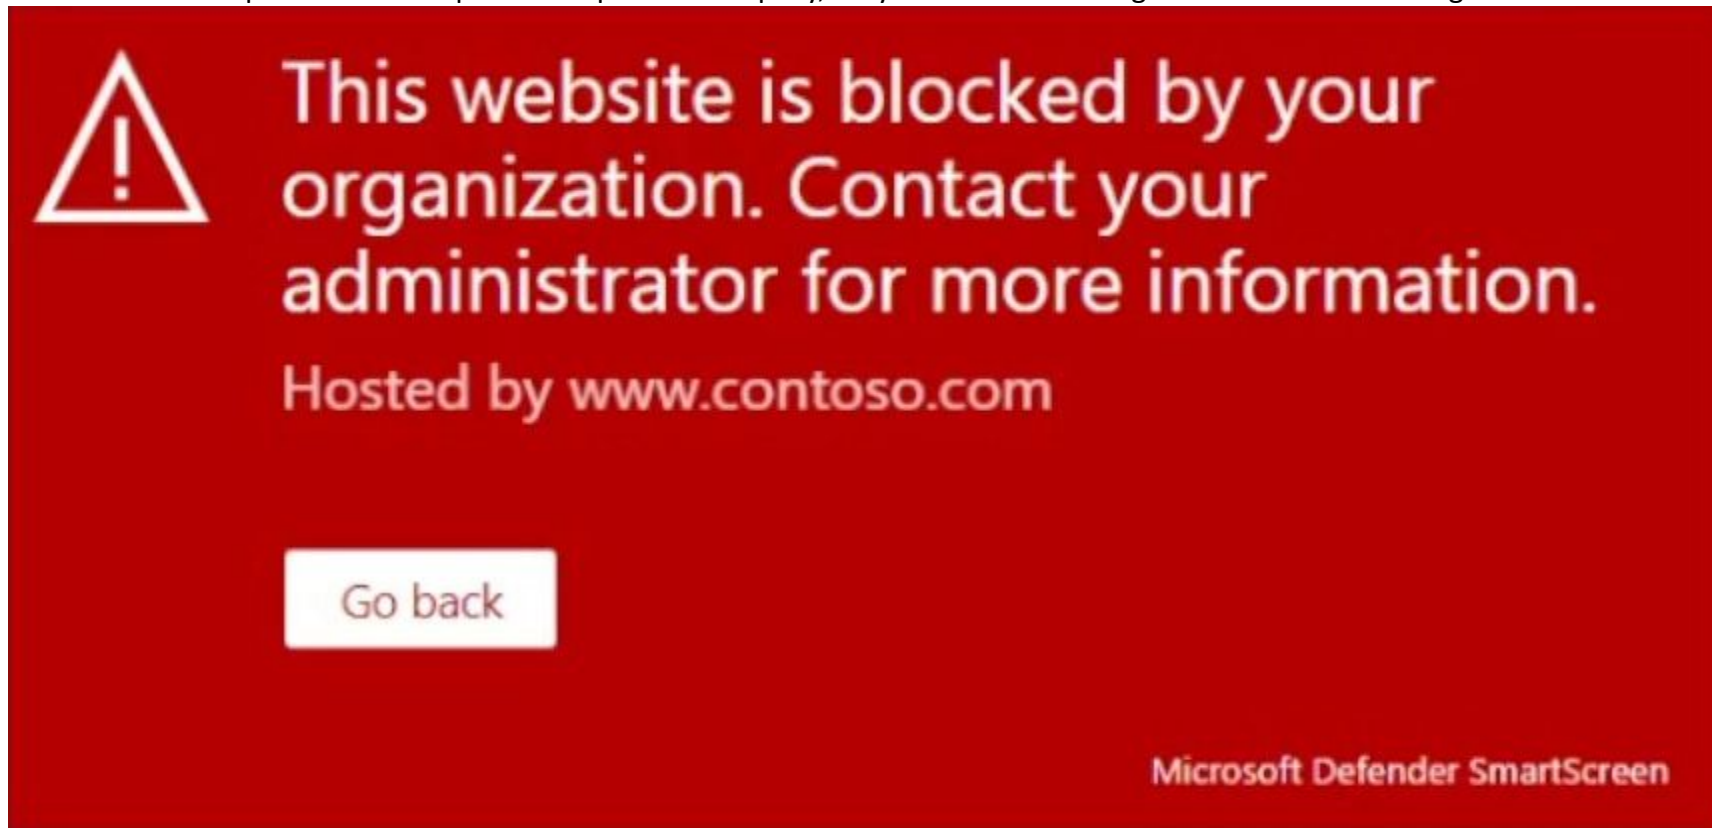 This website is blocked by your
organization. Contact your
administrator for more information.
Hosted by www.contoso.com
Go back
Microsoft Defender SmartScreen